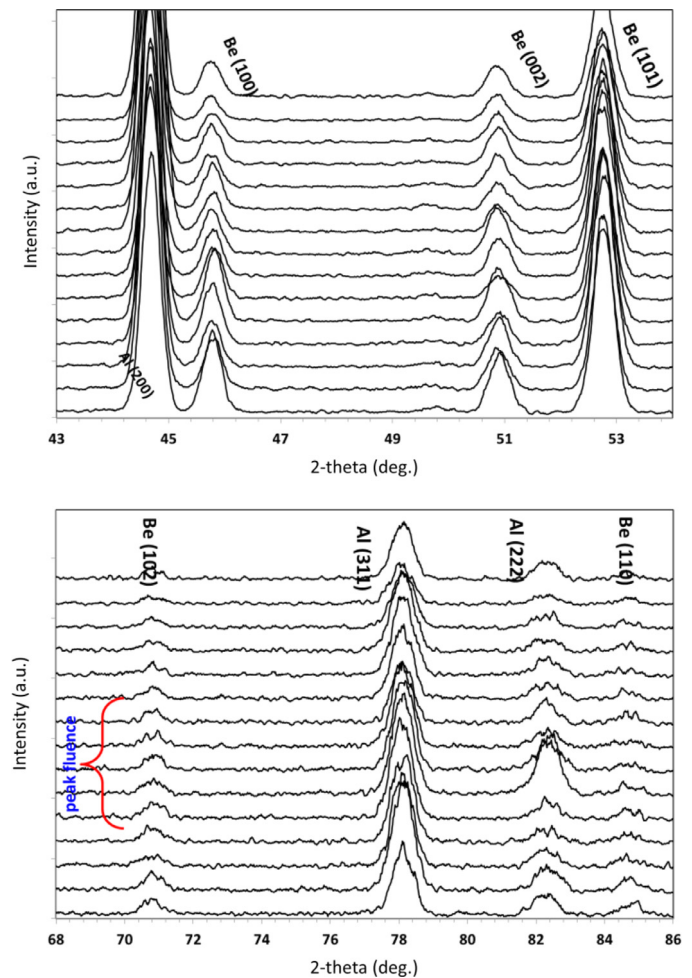 Be (100)
Be (002)
Be (101)
Al (200)
Intensity (a.u.)
43 45 47 49 51 53
2-theta (deg.)
Be (102)
Al (311)
Al (222)
Be (110)
peak fluence
Intensity (a.u.)
68 70 72 74 76 78 80 82 84 86
2-theta (deg.)